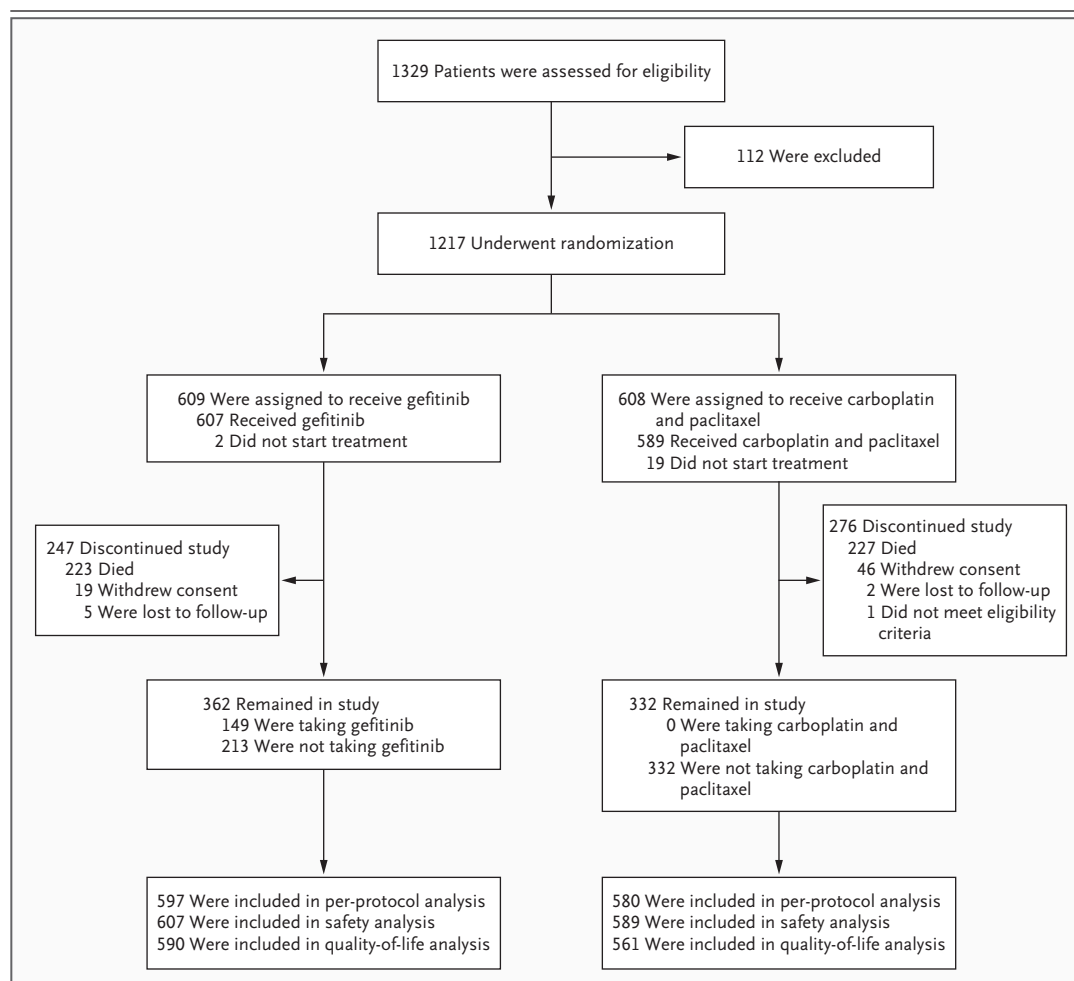 1329 Patients were assessed for eligibility
112 Were excluded
1217 Underwent randomization
609 Were assigned to receive gefitinib
607 Received gefitinib
2 Did not start treatment
608 Were assigned to receive carboplatin
and paclitaxel
589 Received carboplatin and paclitaxel
19 Did not start treatment
247 Discontinued study
223 Died
19 Withdrew consent
5 Were lost to follow-up
276 Discontinued study
227 Died
46 Withdrew consent
2 Were lost to follow-up
1 Did not meet eligibility
criteria
362 Remained in study
149 Were taking gefitinib
213 Were not taking gefitinib
332 Remained in study
0 Were taking carboplatin and
paclitaxel
332 Were not taking carboplatin and
paclitaxel
597 Were included in per-protocol analysis
607 Were included in safety analysis
590 Were included in quality-of-life analysis
580 Were included in per-protocol analysis
589 Were included in safety analysis
561 Were included in quality-of-life analysis